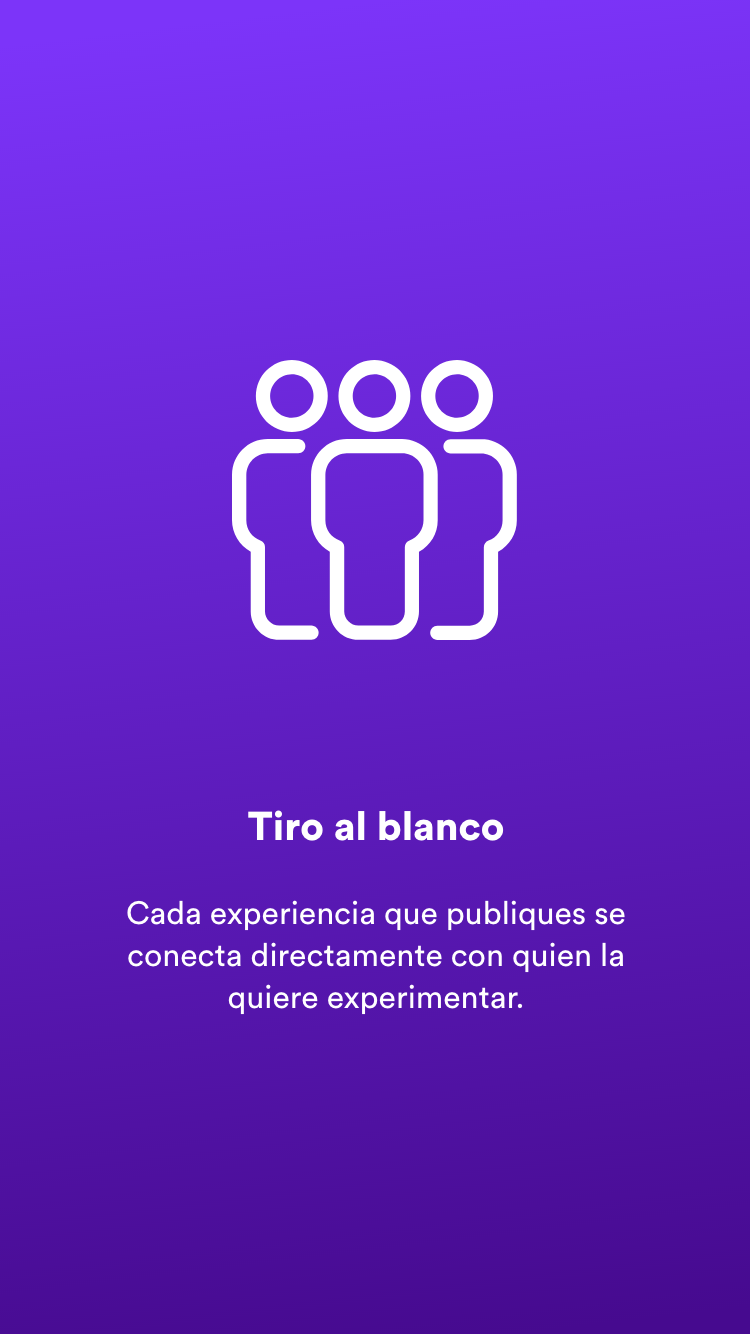 Tiro al blanco
Cada experiencia que publiques se
conecta directamente con quien la
quiere experimentar.